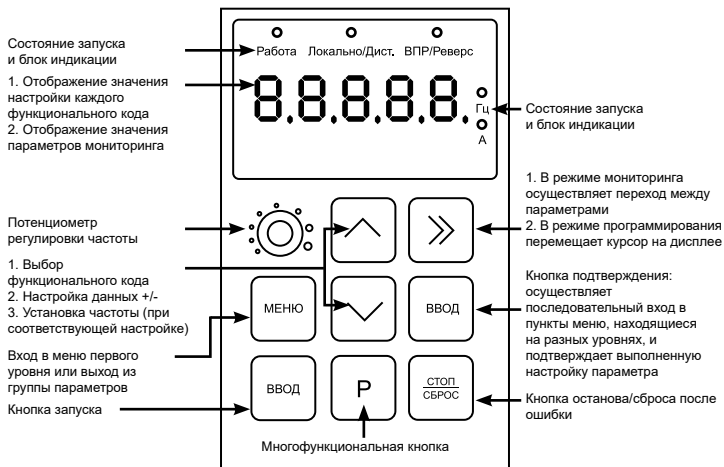 Работа Локально/Дист. ВПР/Реверс
8.8.8.8.8.
Гц
А
МЕНЮ
ВВОД
ВВОД
P
СТОП
СБРОС
Состояние запуска
и блок индикации
1. Отображение значения
настройки каждого
функционального кода
2. Отображение значения
параметров мониторинга
Потенциометр
регулировки частоты
1. Выбор
функционального кода
2. Настройка данных +/-
3. Установка частоты (при
соответствующей настройке)
Вход в меню первого
уровня или выход из
группы параметров
Кнопка запуска
Многофункциональная кнопка
Состояние запуска
и блок индикации
1. В режиме мониторинга
осуществляет переход между
параметрами
2. В режиме программирования
перемещает курсор на дисплее
Кнопка подтверждения:
осуществляет
последовательный вход в
пункты меню, находящиеся
на разных уровнях, и
подтверждает выполненную
настройку параметра
Кнопка останова/сброса после
ошибки